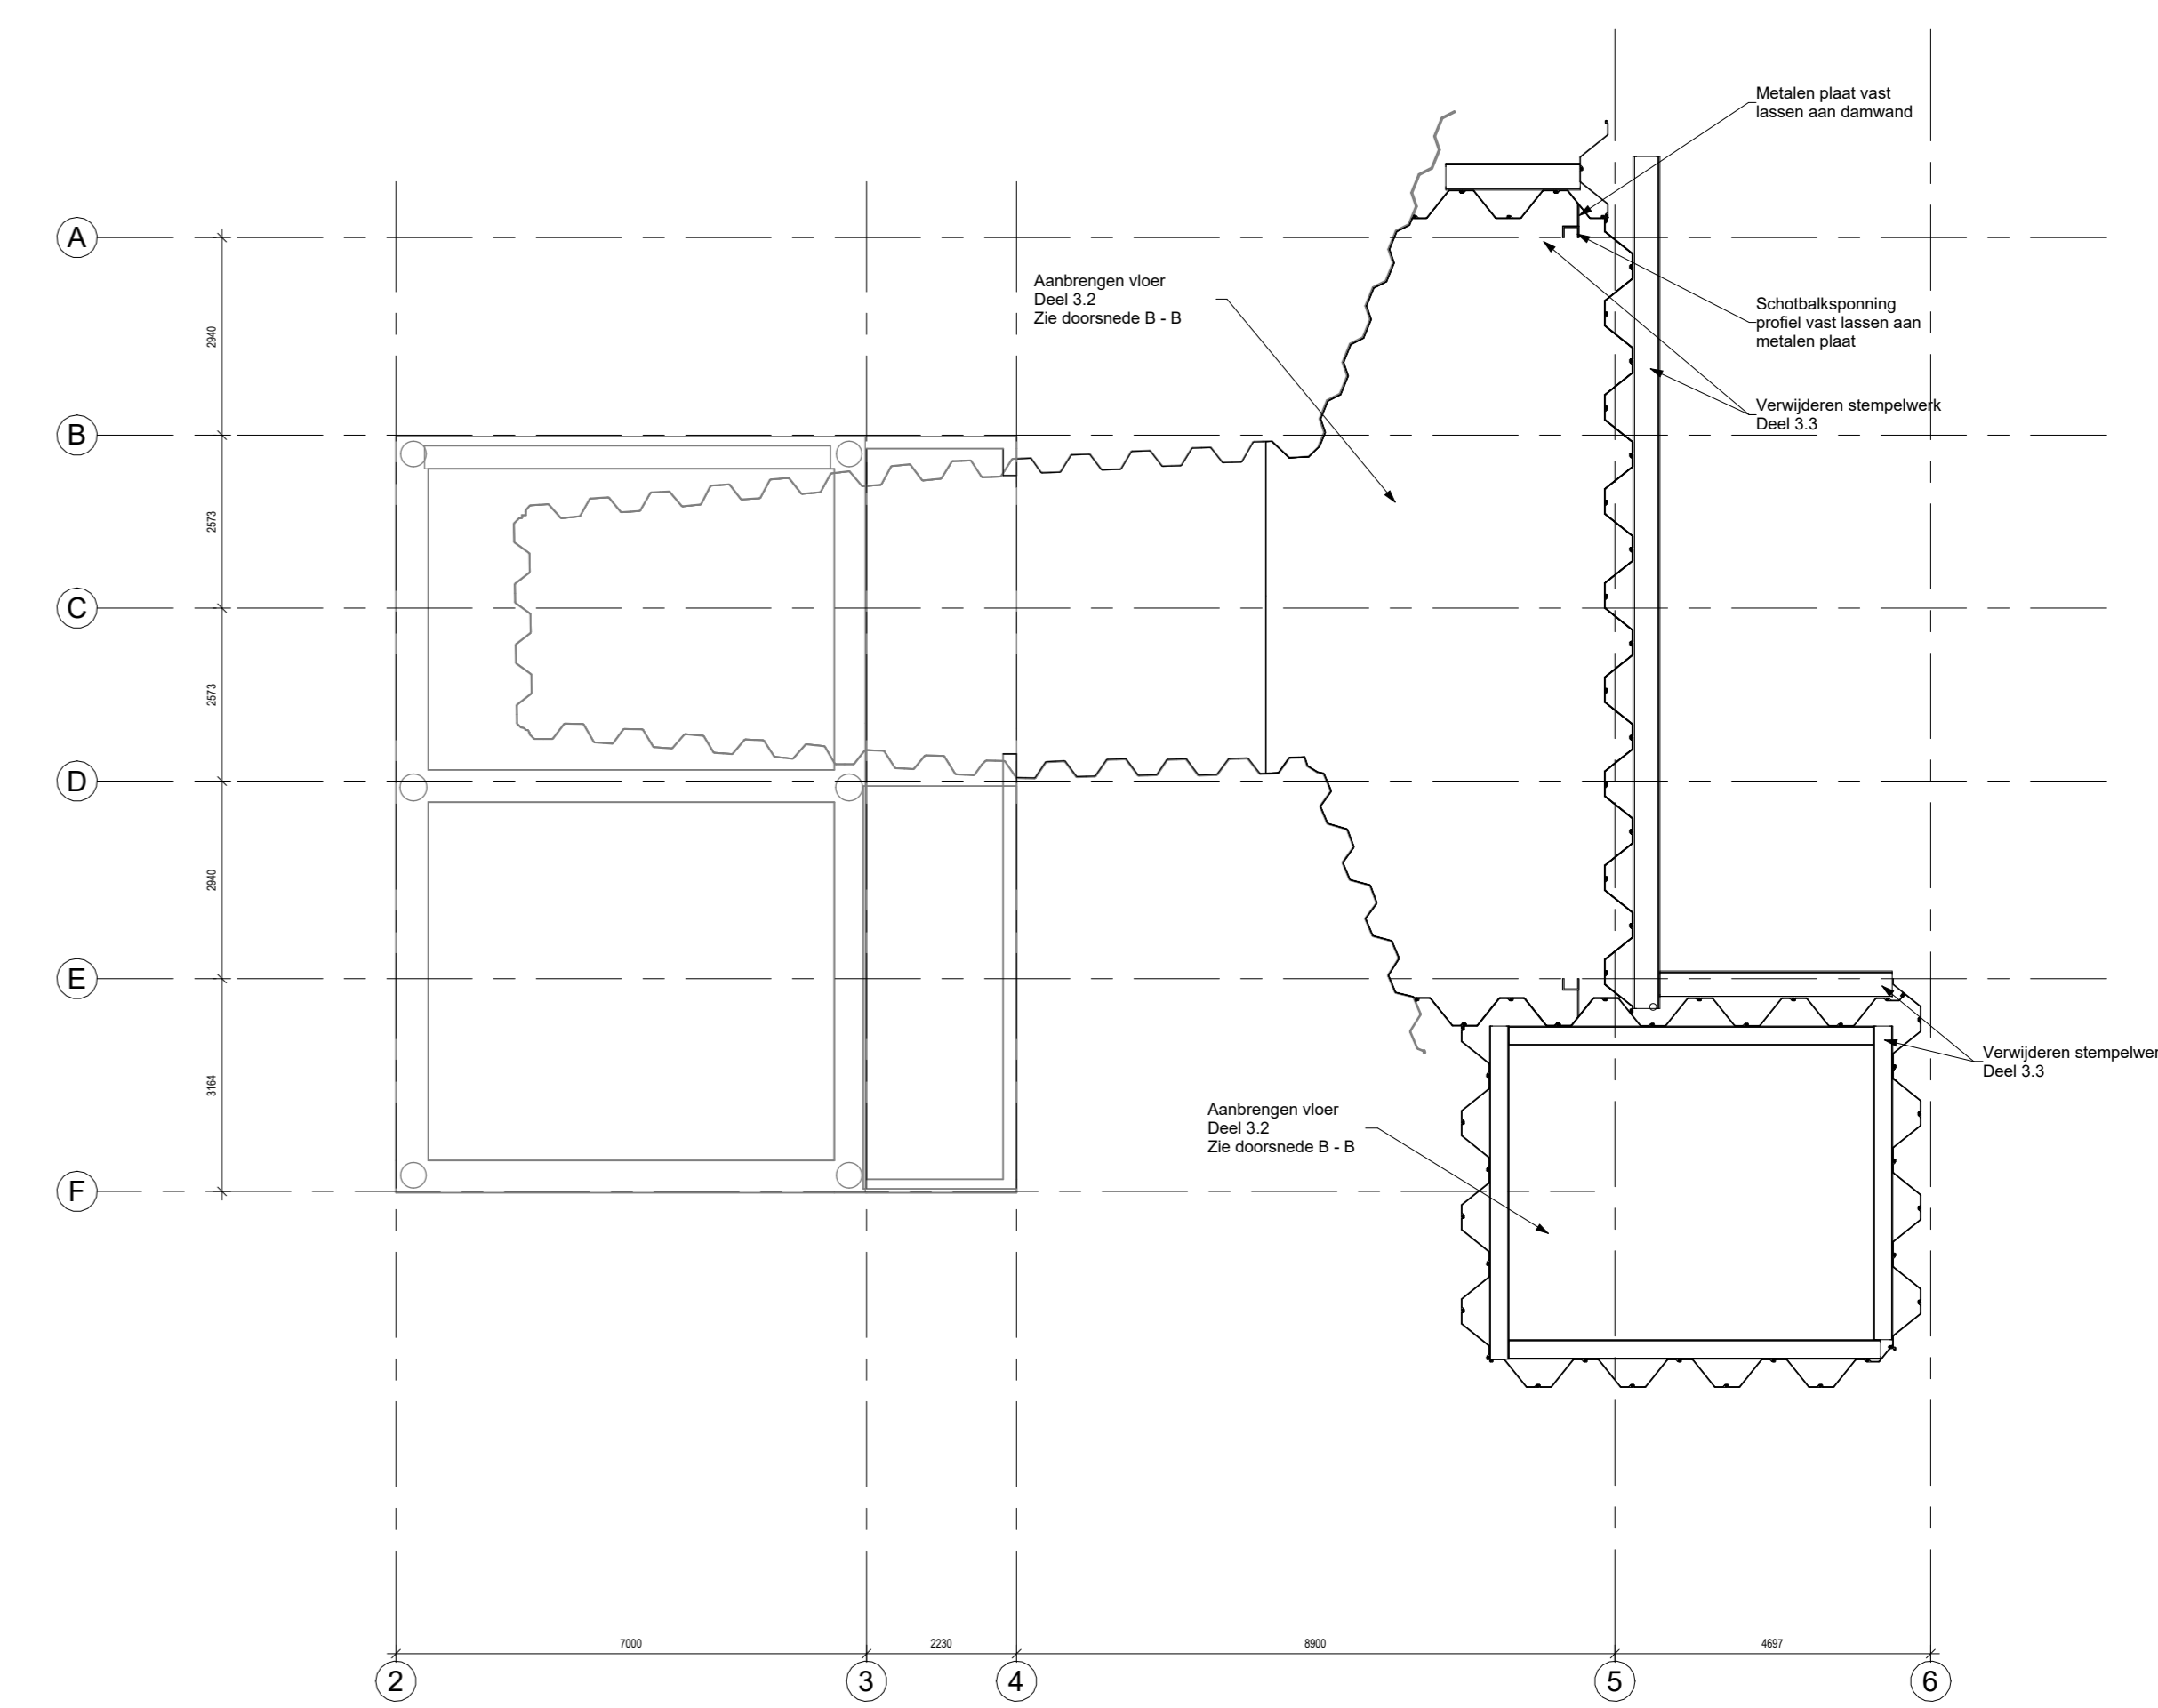 Metalen plaat vast
lassen aan damwand
A
Aanbrengen vloer
Deel 3.2
Zie doorsnede B - B
Schotbalksponning
profiel vast lassen aan
metalen plaat
2940
Verwijderen stempelwerk
Deel 3.3
B
2573
C
2573
D
2940
E
Verwijderen stempelwer
Deel 3.3
3164
Aanbrengen vloer
Deel 3.2
Zie doorsnede B - B
F
7000
2230
8900
4697
2
3
4
5
6